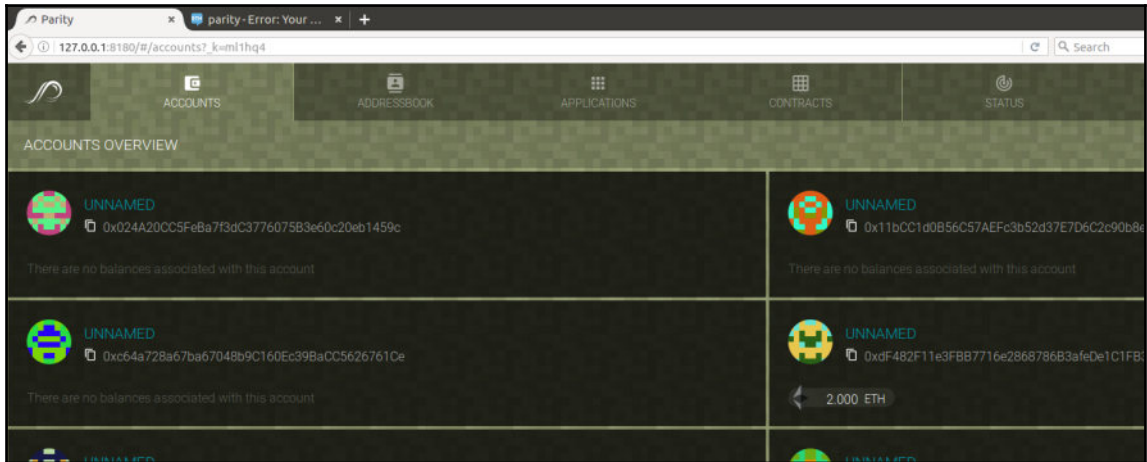 Parity
parity - Error: Your ...
127.0.0.1:8180/#/accounts?_k=ml1hq4
Search
ACCOUNTS
ADDRESSBOOK
APPLICATIONS
CONTRACTS
STATUS
ACCOUNTS OVERVIEW
UNNAMED
0x024A20CC5FeBa7f3dC3776075B3e60c20eb1459c
There are no balances associated with this account
UNNAMED
0x11bCC1d0B56C57AEFc3b52d37E7D6C2c90b8e
There are no balances associated with this account
UNNAMED
0xc64a728a67ba67048b9C160Ec39BaCC5626761Ce
There are no balances associated with this account
UNNAMED
0xdF482F11e3FBB7716e2868786B3afeDe1C1FB
2.000 ETH
UNNAMED
UNNAMED